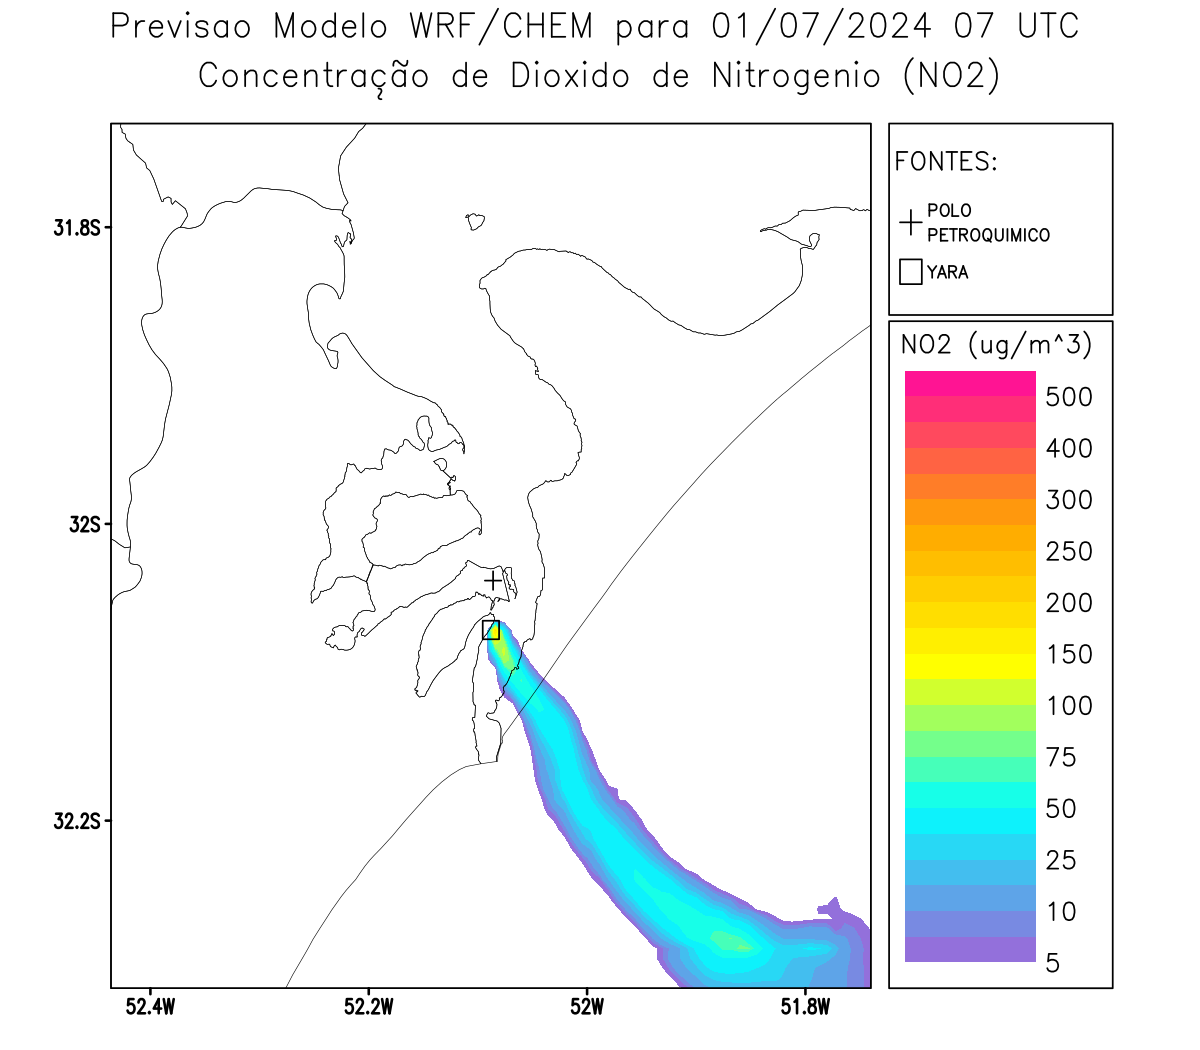 Previsao Modelo WRF/CHEM para 01/07/2024 07 UTC
Concentração de Dioxido de Nitrogenio (NO2)
FONTES:
POLO
PETROQUIMICO
YARA
NO2 (ug/m^3)
500
400
300
250
200
150
100
75
50
25
10
5
31.8S
32S
32.2S
52.4W
52.2W
52W
51.8W